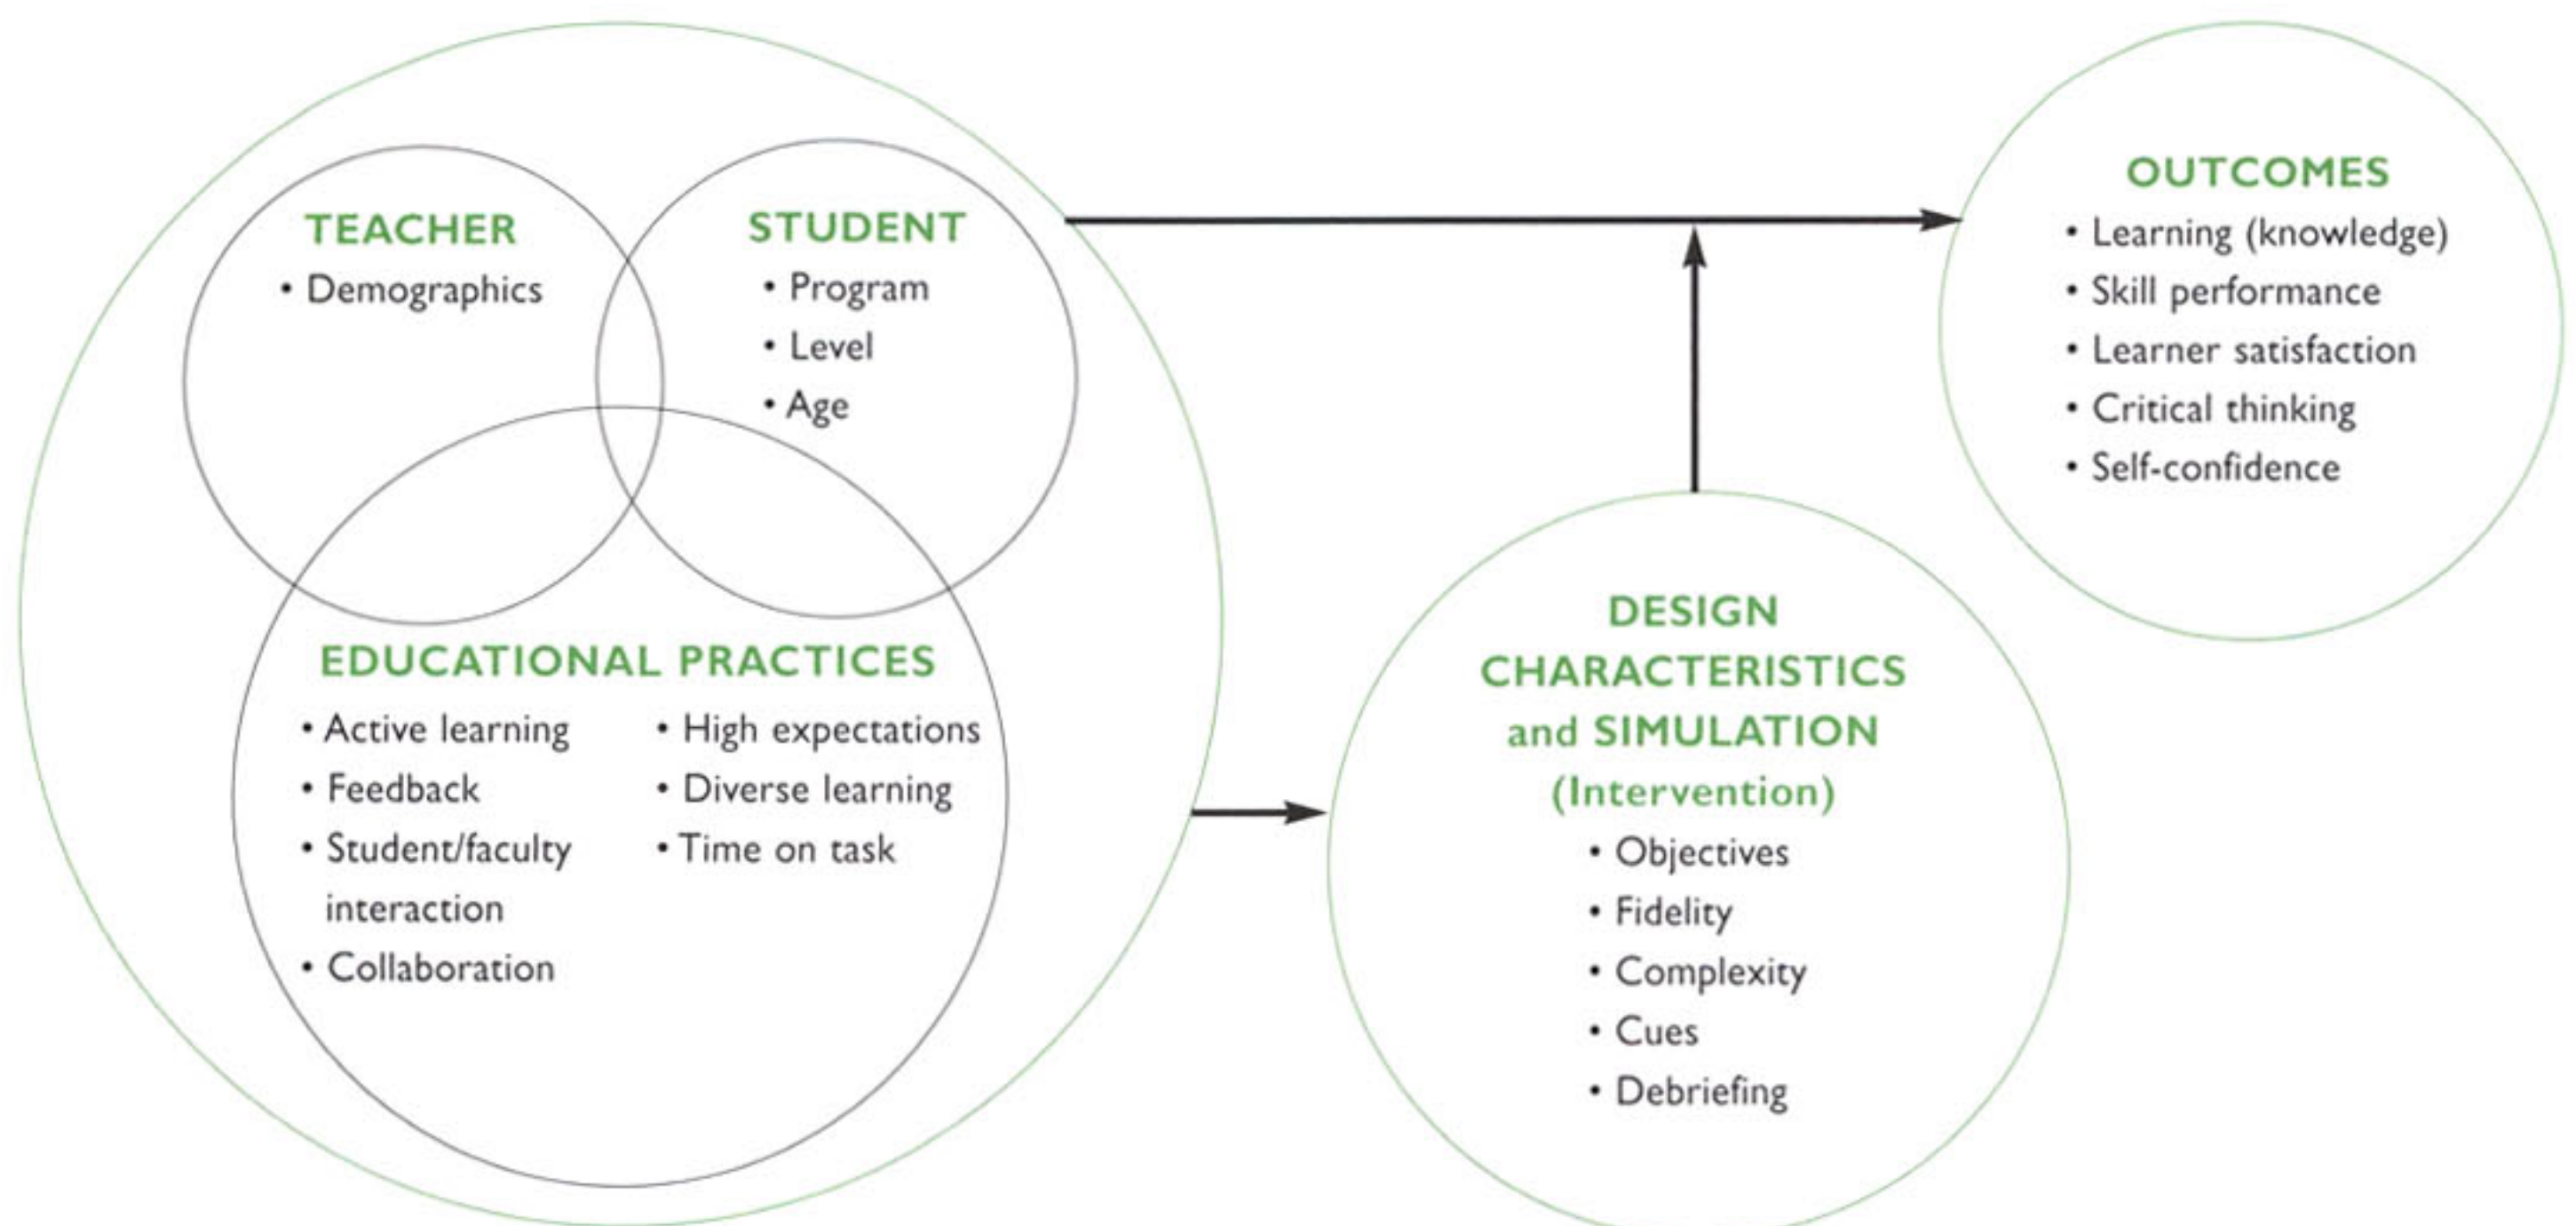 TEACHER
• Demographics
STUDENT
• Program
• Level
• Age
EDUCATIONAL PRACTICES
• Active learning
• Feedback
• Student/faculty
interaction
• Collaboration
• High expectations
• Diverse learning
• Time on task
DESIGN
CHARACTERISTICS
and SIMULATION
(Intervention)
• Objectives
• Fidelity
• Complexity
• Cues
• Debriefing
OUTCOMES
• Learning (knowledge)
• Skill performance
• Learner satisfaction
• Critical thinking
• Self-confidence